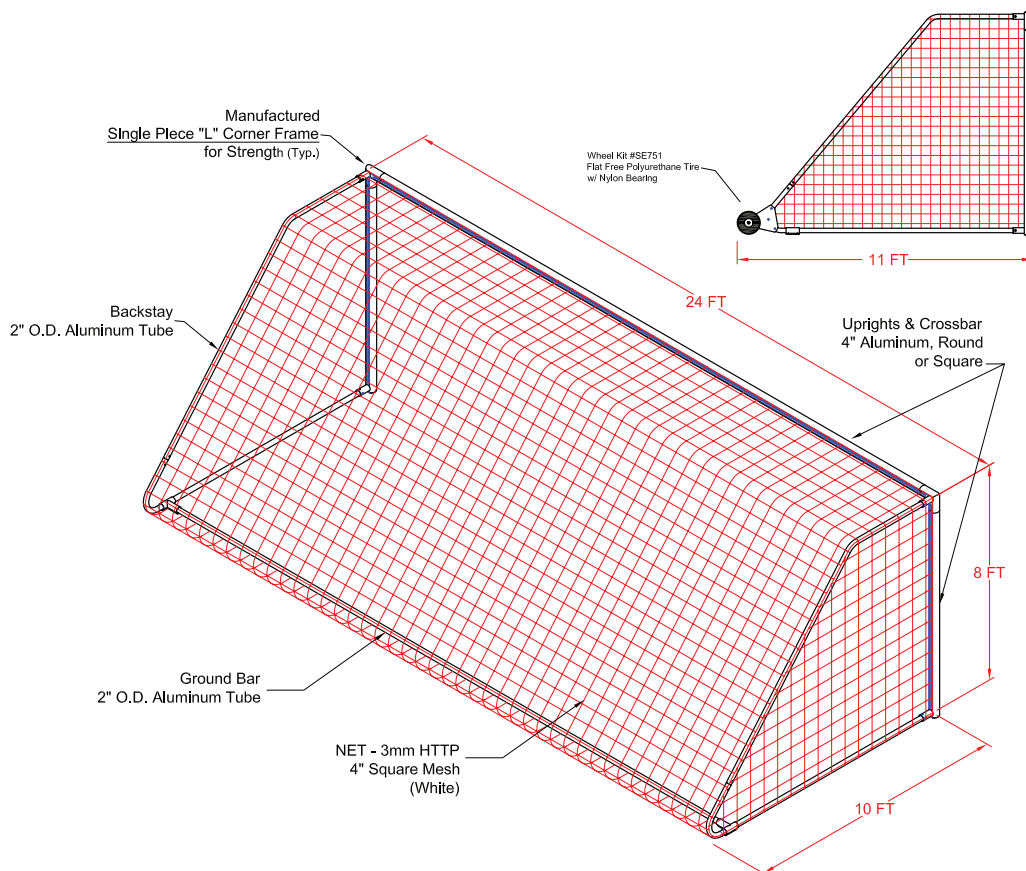 Manufactured
SIngle PIece "L" Corner Frame
for Strength (Typ.)
Wheel Kit #SE751
Flat Free Polyurethane Tire
w/ Nylon Bearing
11 FT
24 FT
Backstay
2" O.D. Aluminum Tube
Uprights & Crossbar
4" Aluminum, Round
or Square
8 FT
Ground Bar
2" O.D. Aluminum Tube
NET - 3mm HTTP
4" Square Mesh
(White)
10 FT